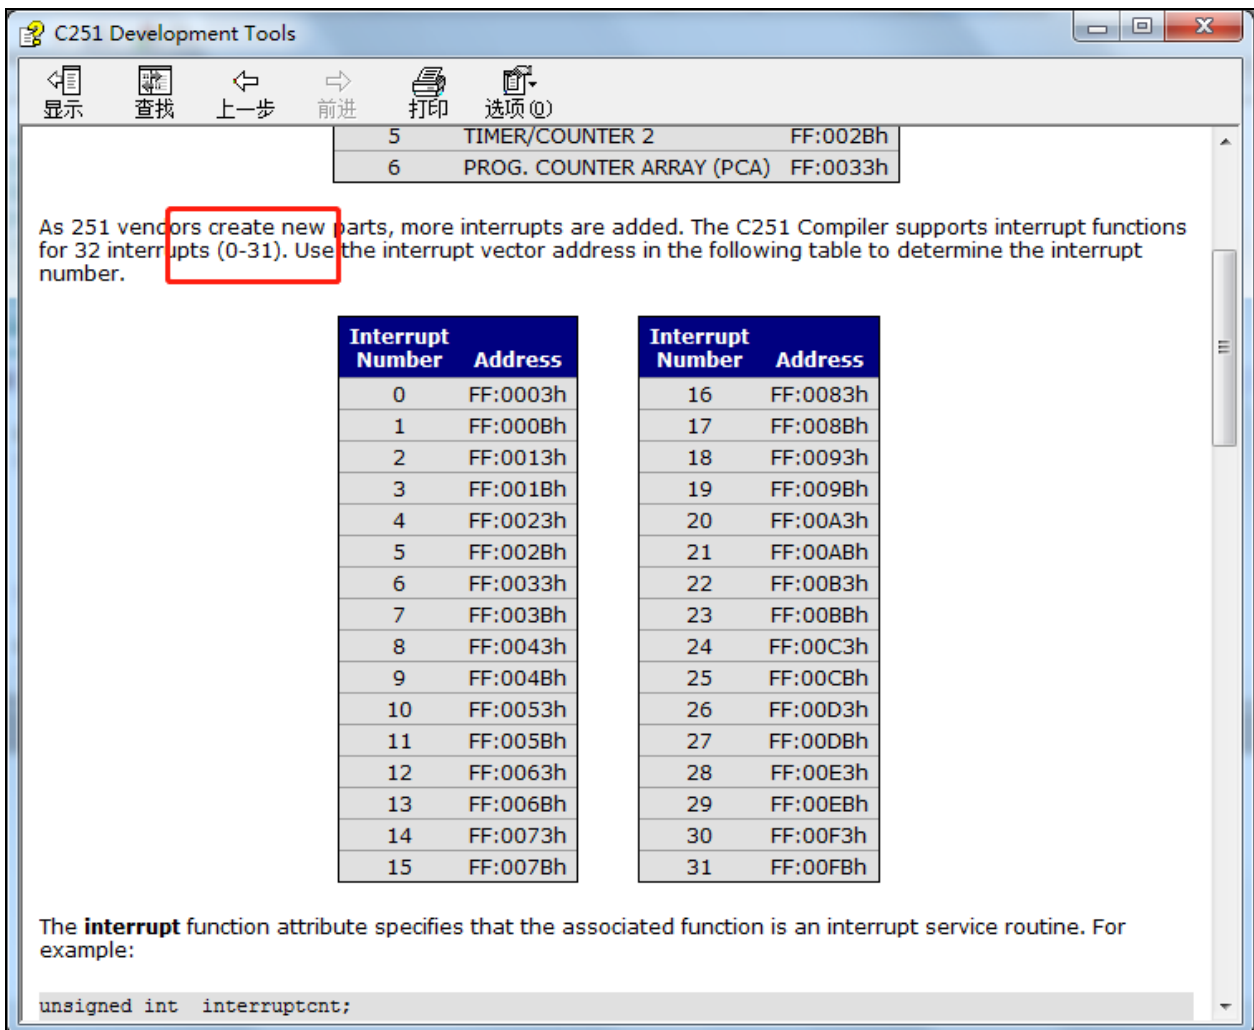 C251 Development Tools
显示 查找 上一步 前进 打印 选项(O)
5 TIMER/COUNTER 2 FF:002Bh
6 PROG. COUNTER ARRAY (PCA) FF:0033h
As 251 vendors create new parts, more interrupts are added. The C251 Compiler supports interrupt functions
for 32 interrupts (0-31). Use the interrupt vector address in the following table to determine the interrupt
number.
Interrupt Number Address Interrupt Number Address
0 FF:0003h 16 FF:0083h
1 FF:000Bh 17 FF:008Bh
2 FF:0013h 18 FF:0093h
3 FF:001Bh 19 FF:009Bh
4 FF:0023h 20 FF:00A3h
5 FF:002Bh 21 FF:00ABh
6 FF:0033h 22 FF:00B3h
7 FF:003Bh 23 FF:00BBh
8 FF:0043h 24 FF:00C3h
9 FF:004Bh 25 FF:00CBh
10 FF:0053h 26 FF:00D3h
11 FF:005Bh 27 FF:00DBh
12 FF:0063h 28 FF:00E3h
13 FF:006Bh 29 FF:00EBh
14 FF:0073h 30 FF:00F3h
15 FF:007Bh 31 FF:00FBh
The interrupt function attribute specifies that the associated function is an interrupt service routine. For
example:
unsigned int interruptcnt;